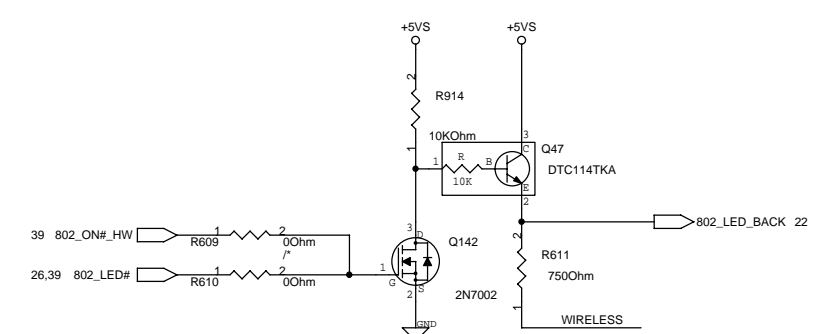 +5VS +5VS
2
R914
10KOhm
1
3
C
Q47
1 R B
10K
DTC114TKA
E
2
802_LED_BACK 22
39 802_ON#_HW
1 2
R609 0Ohm
/*
26,39 802_LED#
1 2
R610 0Ohm
3 D
Q142
1
G
2 S
2N7002
GND
2
R611
750Ohm
1
WIRELESS